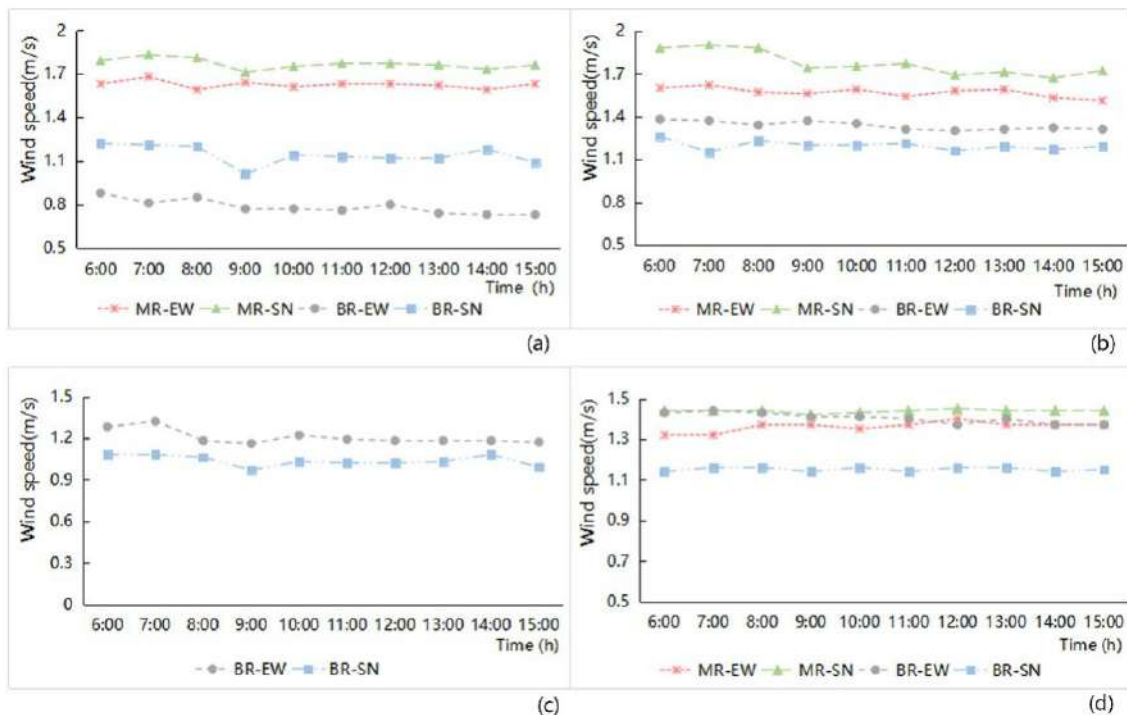 2
1.7
1.4
1.1
0.8
0.5
Wind speed(m/s)
6:00 7:00 8:00 9:00 10:00 11:00 12:00 13:00 14:00 15:00
Time (h)
MR-EW MR-SN BR-EW BR-SN
(a)
2
1.7
1.4
1.1
0.8
0.5
Wind speed(m/s)
6:00 7:00 8:00 9:00 10:00 11:00 12:00 13:00 14:00 15:00
Time (h)
MR-EW MR-SN BR-EW BR-SN
(b)
1.5
1.2
0.9
0.6
0.3
0
Wind speed(m/s)
6:00 7:00 8:00 9:00 10:00 11:00 12:00 13:00 14:00 15:00
Time (h)
BR-EW BR-SN
(c)
1.5
1.3
1.1
0.9
0.7
0.5
Wind speed(m/s)
6:00 7:00 8:00 9:00 10:00 11:00 12:00 13:00 14:00 15:00
Time (h)
MR-EW MR-SN BR-EW BR-SN
(d)